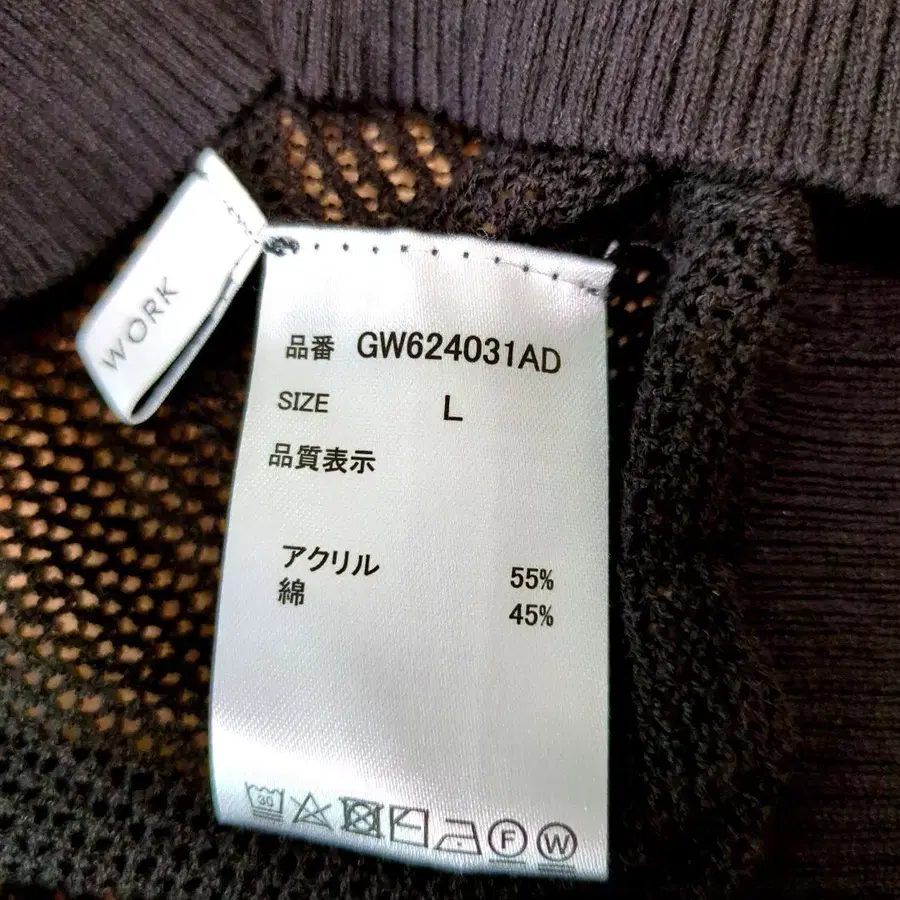 WORK
品番 GW624031AD
SIZE L
品質表示
アクリル 55%
綿 45%
30 F W